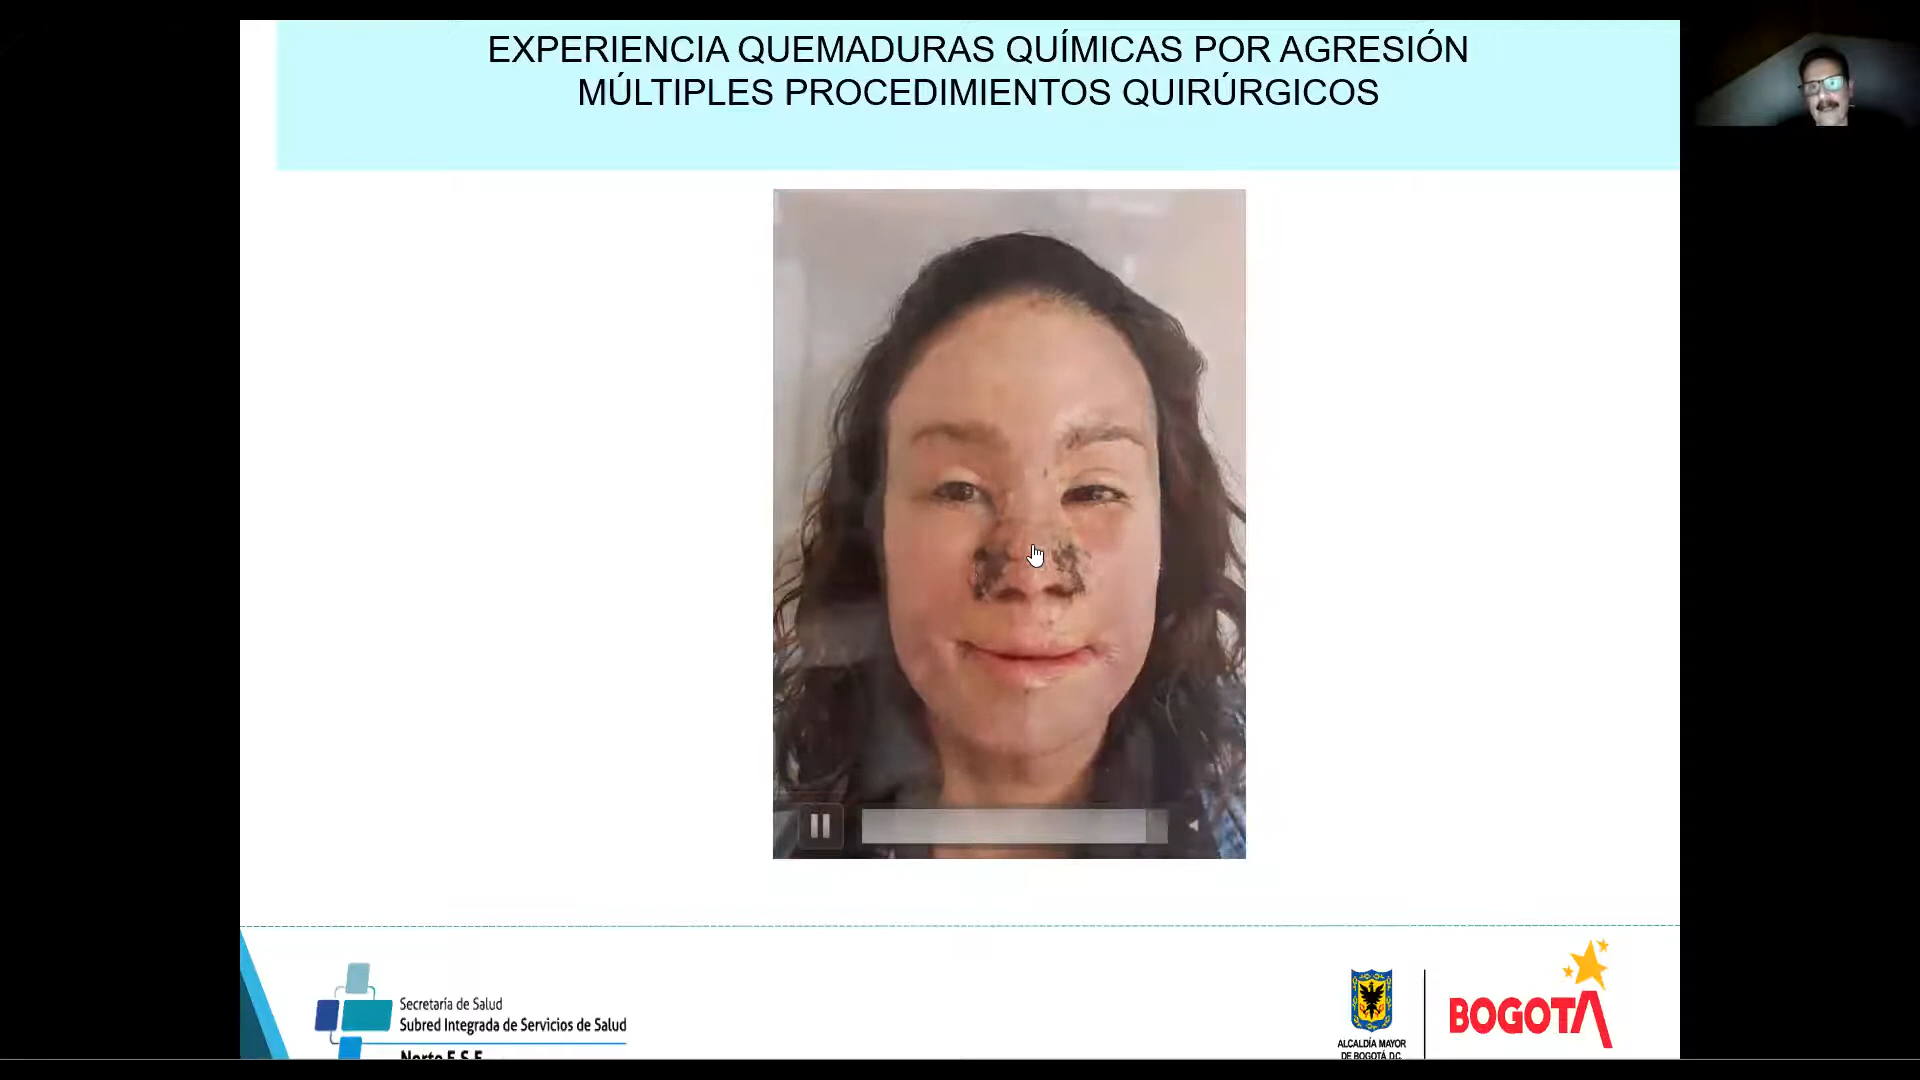 EXPERIENCIA QUEMADURAS QUÍMICAS POR AGRESIÓN
MÚLTIPLES PROCEDIMIENTOS QUIRÚRGICOS
Secretaría de Salud
Subred Integrada de Servicios de Salud
Norte E.S.E.
ALCALDÍA MAYOR
DE BOGOTÁ D.C.
BOGOTÁ